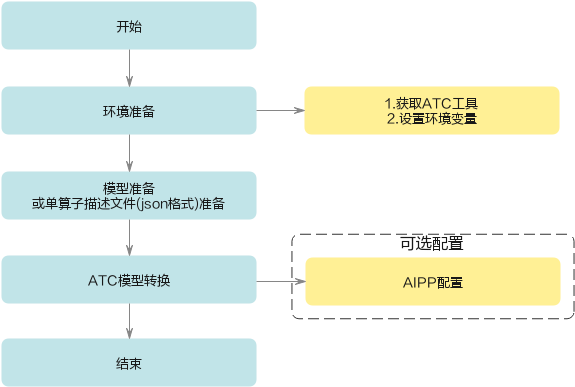 开始
环境准备
1.获取ATC工具
2.设置环境变量
模型准备
或单算子描述文件(json格式)准备
可选配置
ATC模型转换
AIPP配置
结束